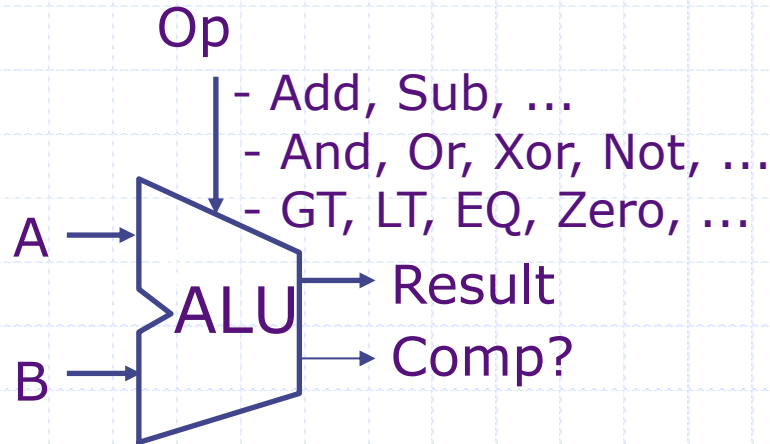 Op
- Add, Sub, ...
- And, Or, Xor, Not, ...
- GT, LT, EQ, Zero, ...
A
Result
ALU
Comp?
B